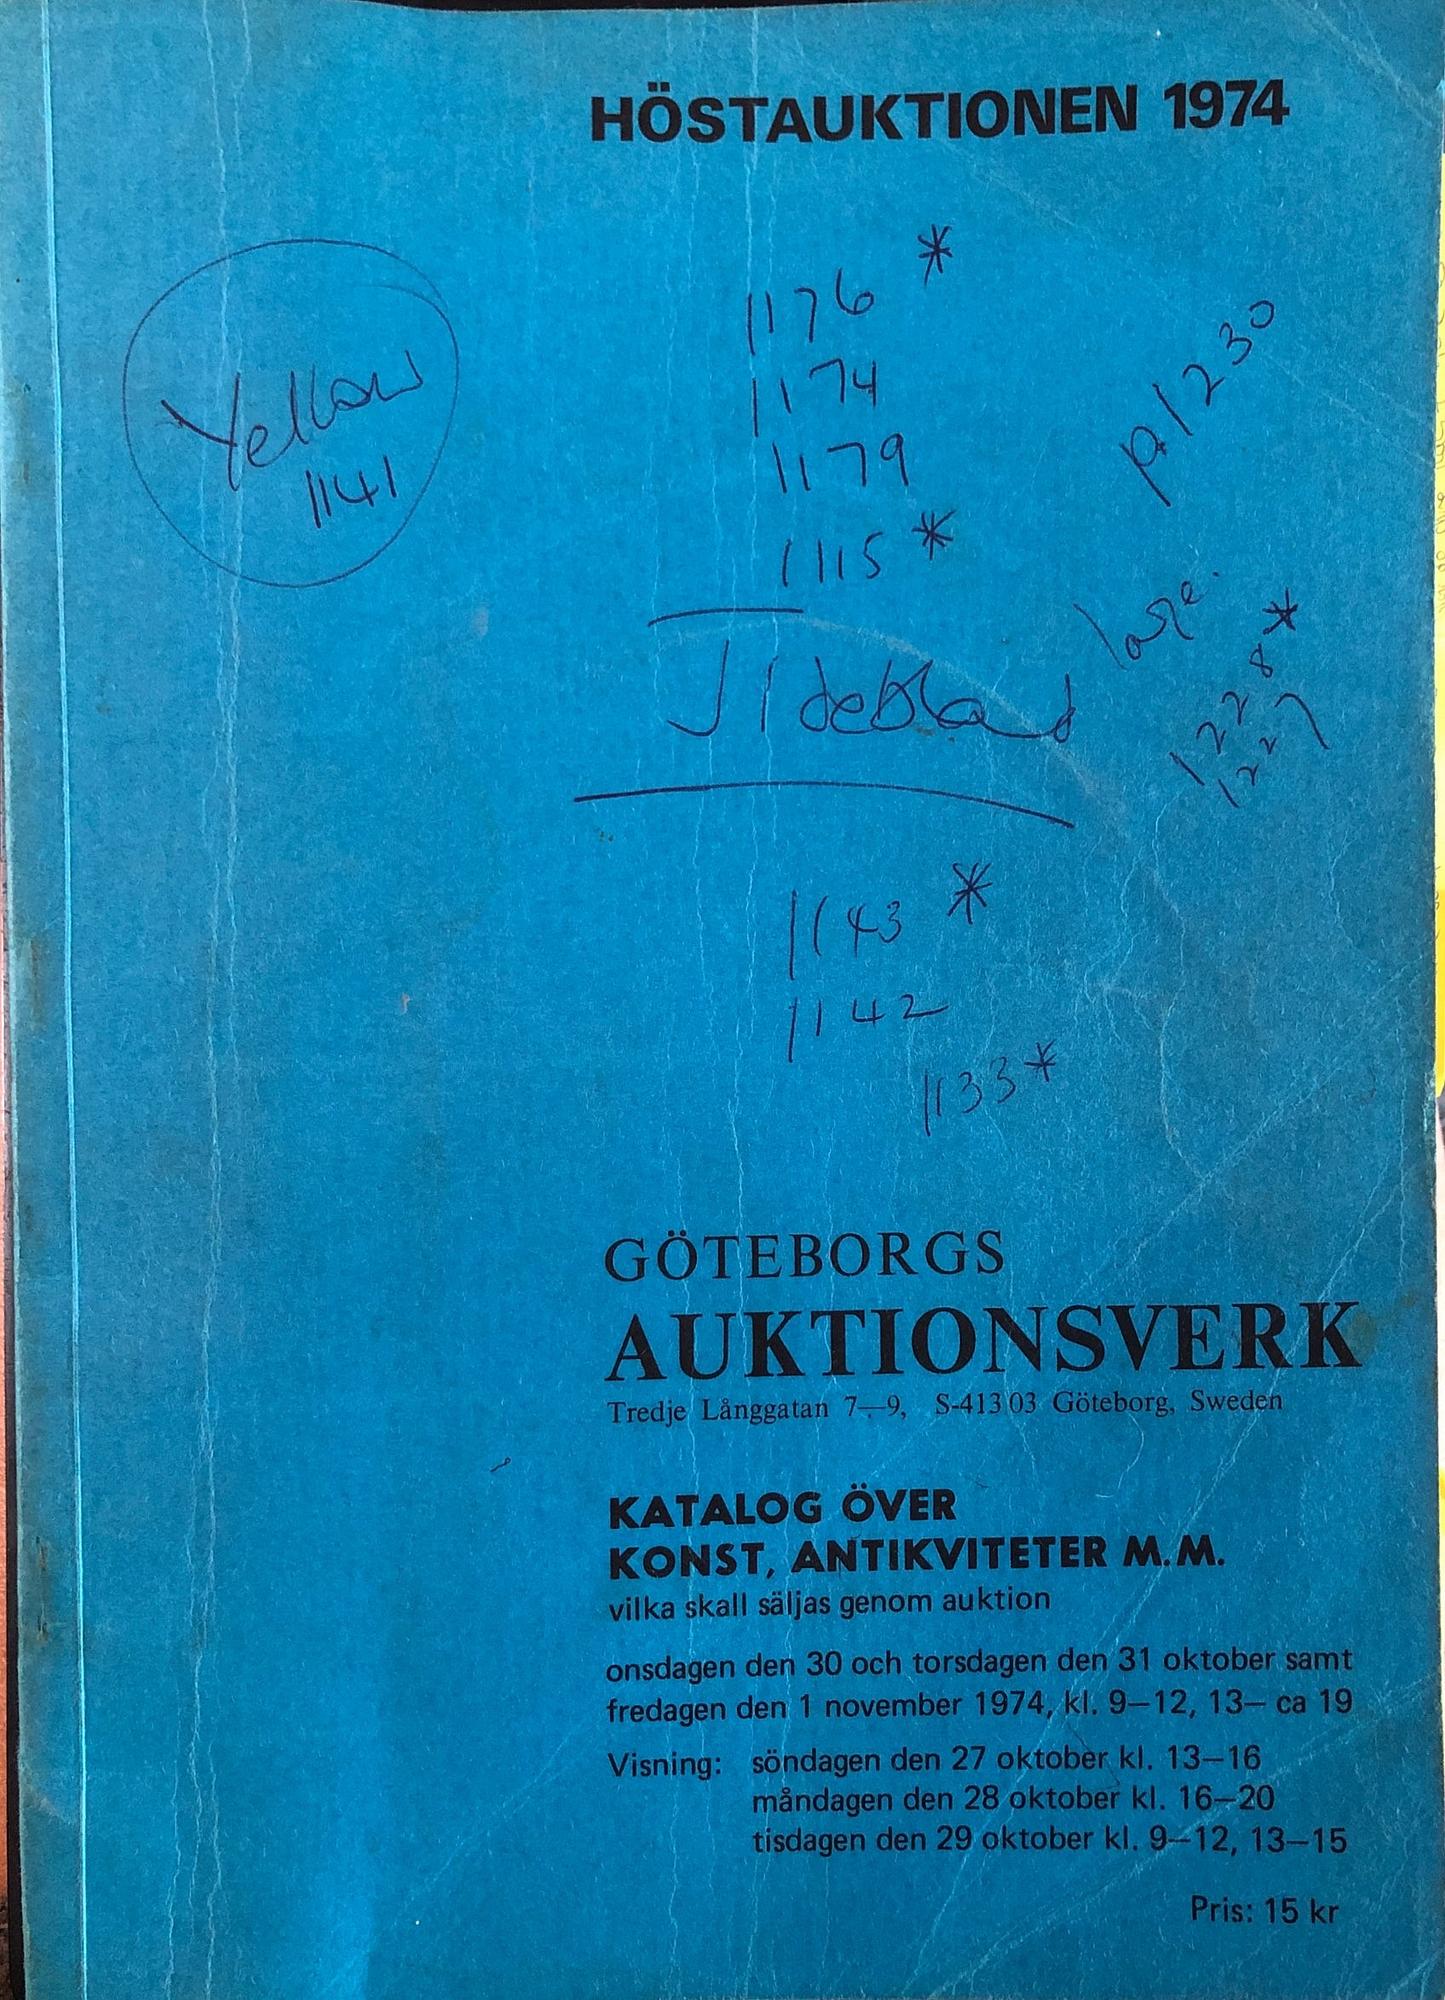 HÖSTAUKTIONEN 1974
1176 *
1174
1179
1115 *
Yellow
1141
p1230
large.
1228 *
1227
1143 *
1142
1133 *
GÖTEBORGS
AUKTIONSVERK
Tredje Långgatan 7—9, S-413 03 Göteborg, Sweden
KATALOG ÖVER
KONST, ANTIKVITETER M.M.
vilka skall säljas genom auktion
onsdagen den 30 och torsdagen den 31 oktober samt
fredagen den 1 november 1974, kl. 9—12, 13— ca 19
Visning: söndagen den 27 oktober kl. 13—16
måndagen den 28 oktober kl. 16—20
tisdagen den 29 oktober kl. 9—12, 13—15
Pris: 15 kr